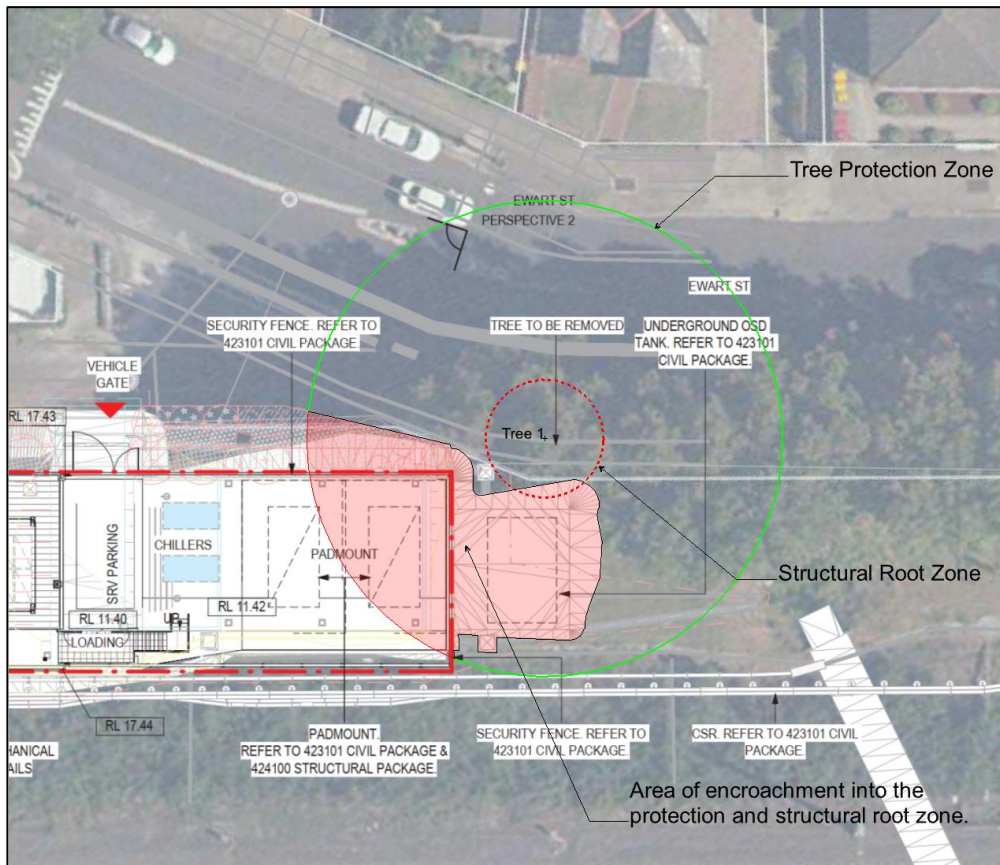 Tree Protection Zone
EWART ST
PERSPECTIVE 2
EWART ST
SECURITY FENCE. REFER TO
423101 CIVIL PACKAGE.
TREE TO BE REMOVED
UNDERGROUND OSD
TANK. REFER TO 423101
CIVIL PACKAGE.
VEHICLE
GATE
RL 17.43
Tree 1
SRV PARKING
CHILLERS
PADMOUNT
Structural Root Zone
RL 11.42
RL 11.40
UP
LOADING
RL 17.44
PADMOUNT.
REFER TO 423101 CIVIL PACKAGE &
424100 STRUCTURAL PACKAGE.
SECURITY FENCE. REFER TO
423101 CIVIL PACKAGE.
CSR. REFER TO 423101 CIVIL
PACKAGE.
HANICAL
AILS
Area of encroachment into the
protection and structural root zone.